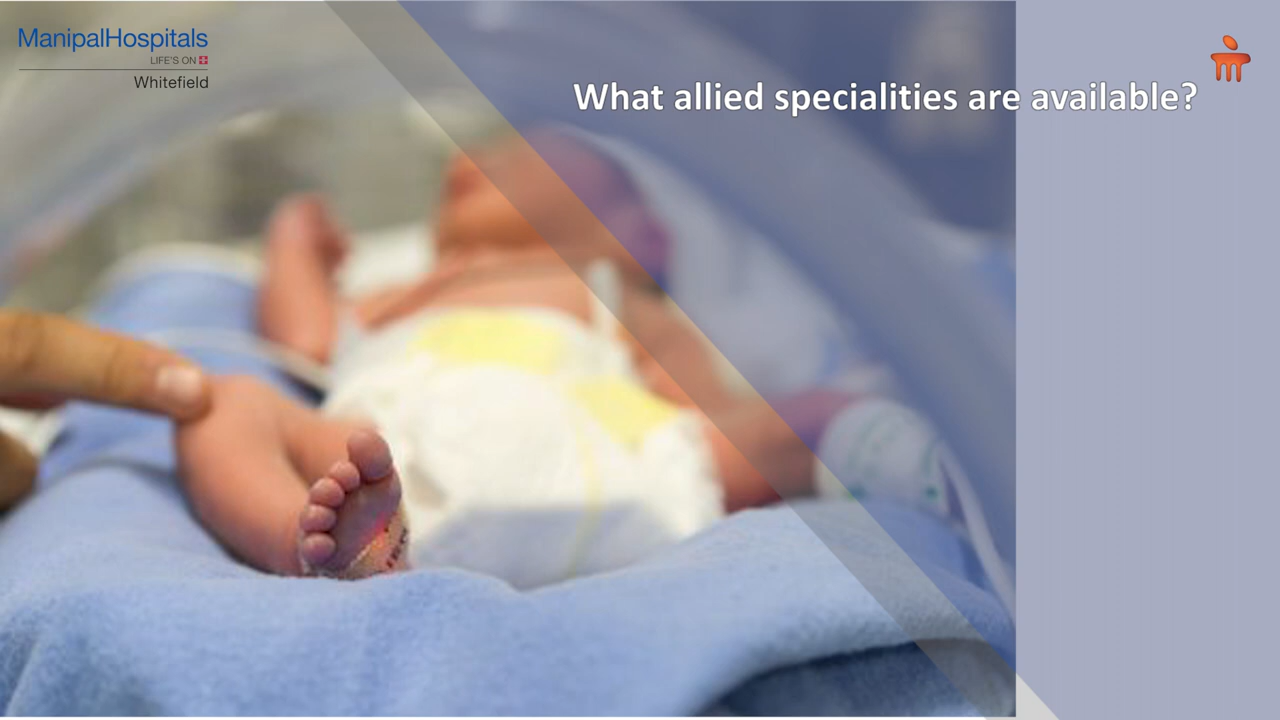 ManipalHospitals
LIFE'S ON
Whitefield
What allied specialities are available?